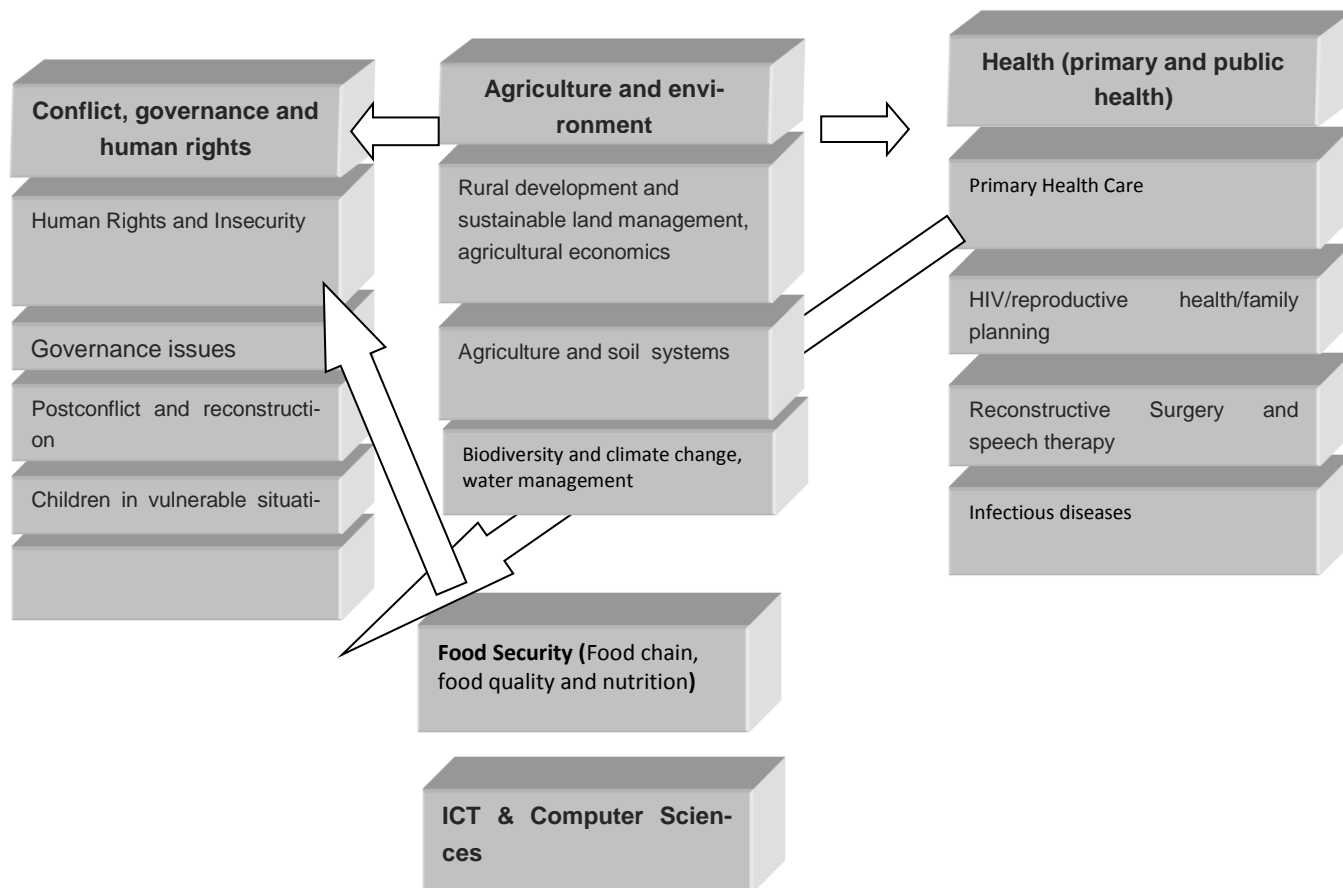 Conflict, governance and
human rights
Human Rights and Insecurity
Governance issues
Postconflict and reconstructi-
on
Children in vulnerable situati-
Agriculture and envi-
ronment
Rural development and
sustainable land management,
agricultural economics
Agriculture and soil systems
Biodiversity and climate change,
water management
Health (primary and public
health)
Primary Health Care
HIV/reproductive health/family
planning
Reconstructive Surgery and
speech therapy
Infectious diseases
Food Security (Food chain,
food quality and nutrition)
ICT & Computer Scien-
ces